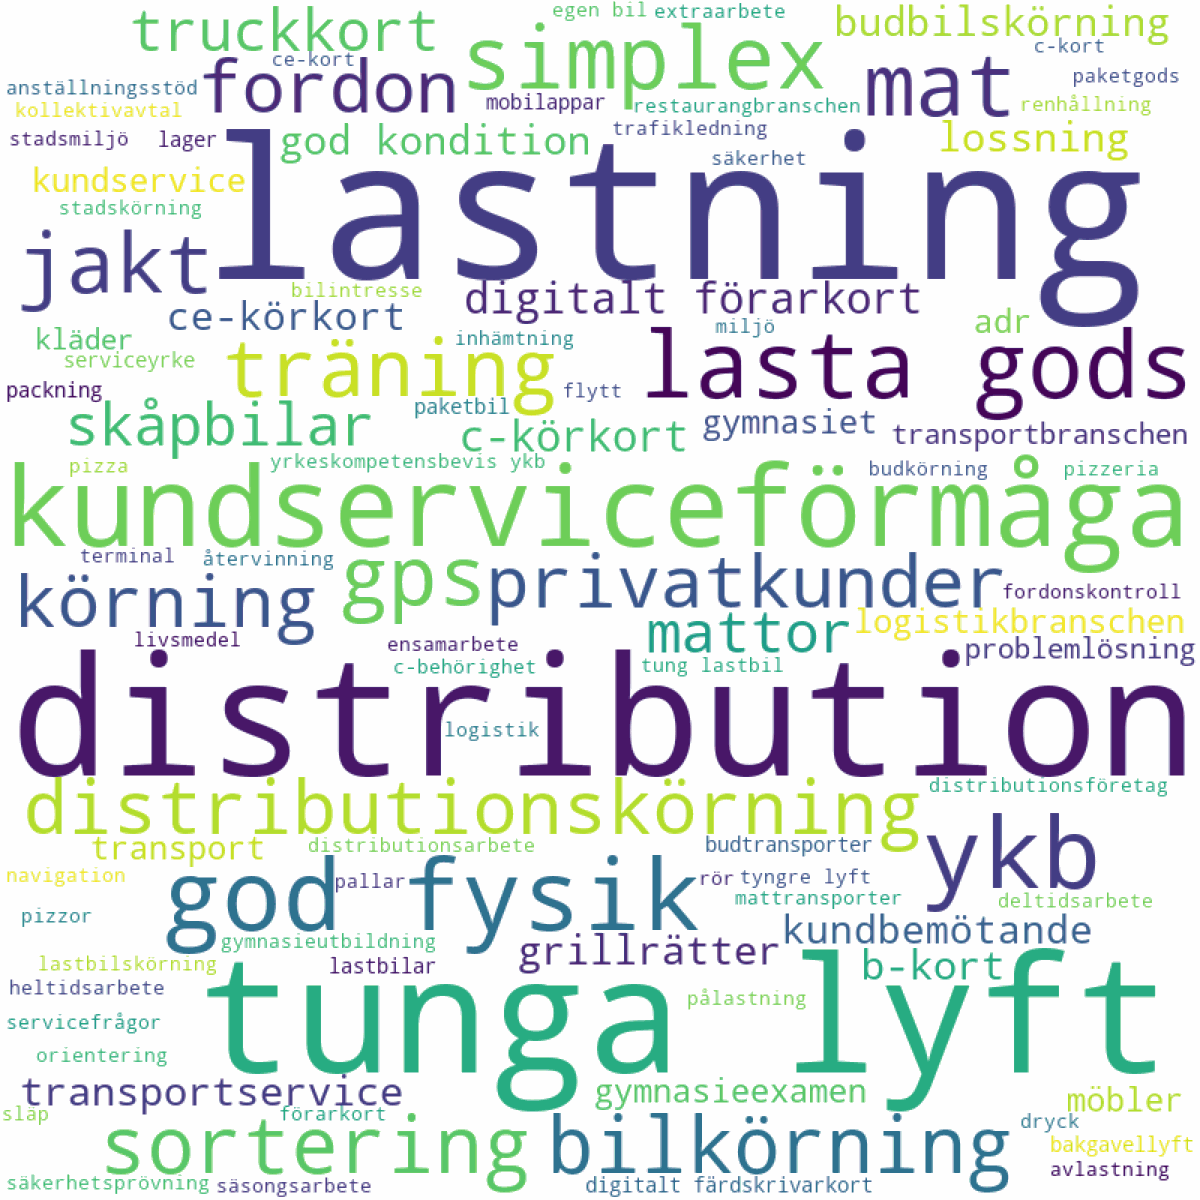 egen bil
extraarbete
truckkort
simplex
budbilskörning
ce-kort
c-kort
anställningsstöd
fordon
mat
paketgods
kollektivavtal
mobilappar
restaurangbranschen
renhållning
stadsmiljö
lager
god kondition
trafikledning
lossning
säkerhet
kundservice
lastning
stadskörning
jakt
bilintresse
digitalt förarkort
ce-körkort
adr
kläder
inhämtning
miljö
serviceyrke
träning
lasta gods
packning
flytt
paketbil
skåpbilar
c-körkort
gymnasiet
transportbranschen
pizza
yrkeskompetensbevis ykb
budkörning
pizzeria
kundserviceförmåga
terminal
återvinning
körning
gps
privatkunder
fordonskontroll
logistikbranschen
livsmedel
ensamarbete
mattor
problemlösning
c-behörighet
tung lastbil
distribution
logistik
distributionsföretag
distributionskörning
transport
distributionsarbete
budtransporter
ykb
navigation
pallar
god fysik
rör
tyngre lyft
mattransporter
deltidsarbete
pizzor
kundbemötande
gymnasieutbildning
grillrätter
lastbilskörning
lastbilar
b-kort
heltidsarbete
tunga lyft
pålastning
servicefrågor
orientering
transportservice
gymnasieexamen
möbler
släp
förarkort
dryck
sortering
bilkörning
bakgavellyft
avlastning
säkerhetsprövning
säsongsarbete
digitalt färdskrivarkort